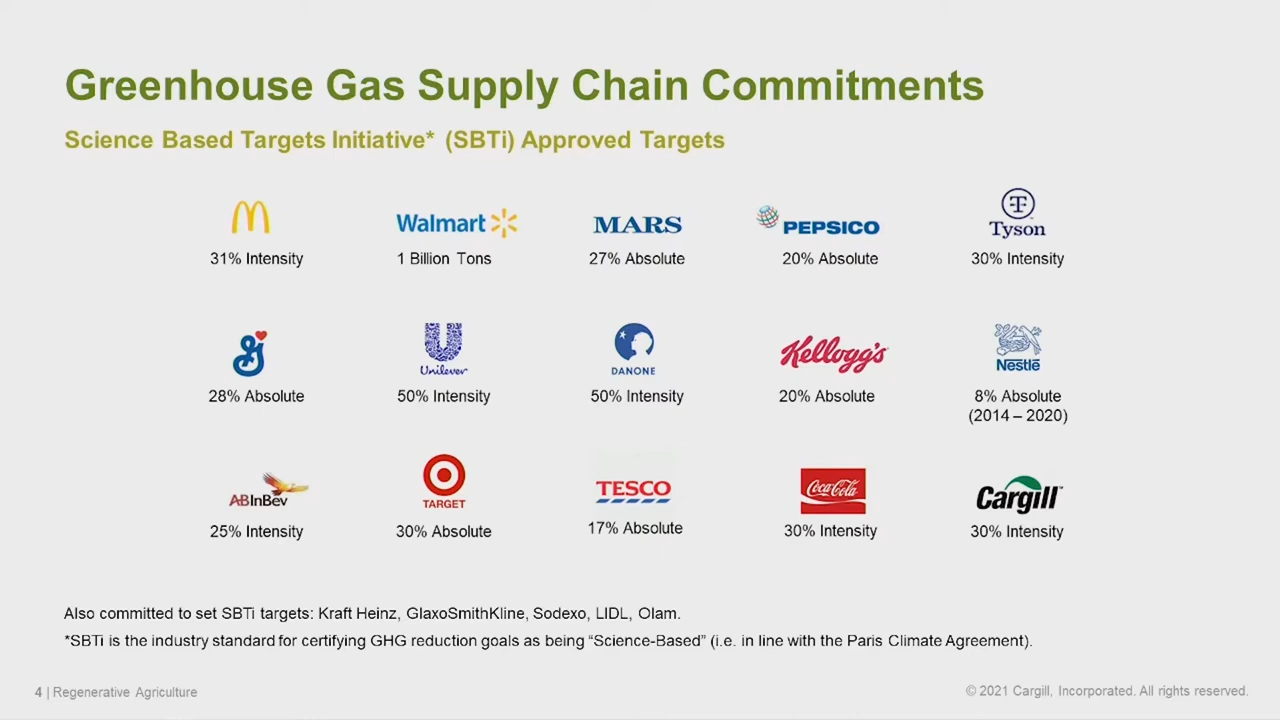 Greenhouse Gas Supply Chain Commitments
Science Based Targets Initiative* (SBTi) Approved Targets
Walmart
MARS
PEPSICO
T
Tyson
31% Intensity
1 Billion Tons
27% Absolute
20% Absolute
30% Intensity
G
U
Unilever
DANONE
Kellogg's
Nestlē
28% Absolute
50% Intensity
50% Intensity
20% Absolute
8% Absolute
(2014 – 2020)
ABInBev
TARGET
TESCO
Coca-Cola
Cargill™
25% Intensity
30% Absolute
17% Absolute
30% Intensity
30% Intensity
Also committed to set SBTi targets: Kraft Heinz, GlaxoSmithKline, Sodexo, LIDL, Olam.
*SBTi is the industry standard for certifying GHG reduction goals as being “Science-Based” (i.e. in line with the Paris Climate Agreement).
4 | Regenerative Agriculture
© 2021 Cargill, Incorporated. All rights reserved.